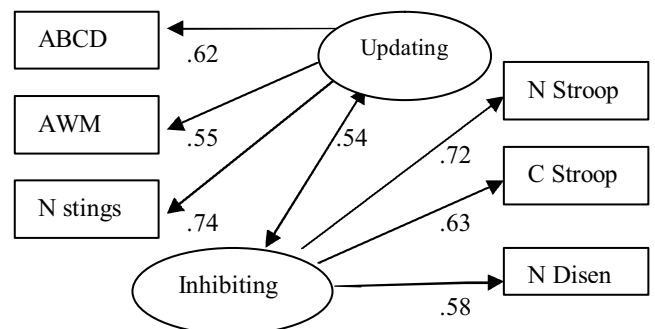 ABCD
.62
Updating
AWM
.55
.54
N Stroop
.72
N stings
.74
C Stroop
.63
Inhibiting
N Disen
.58